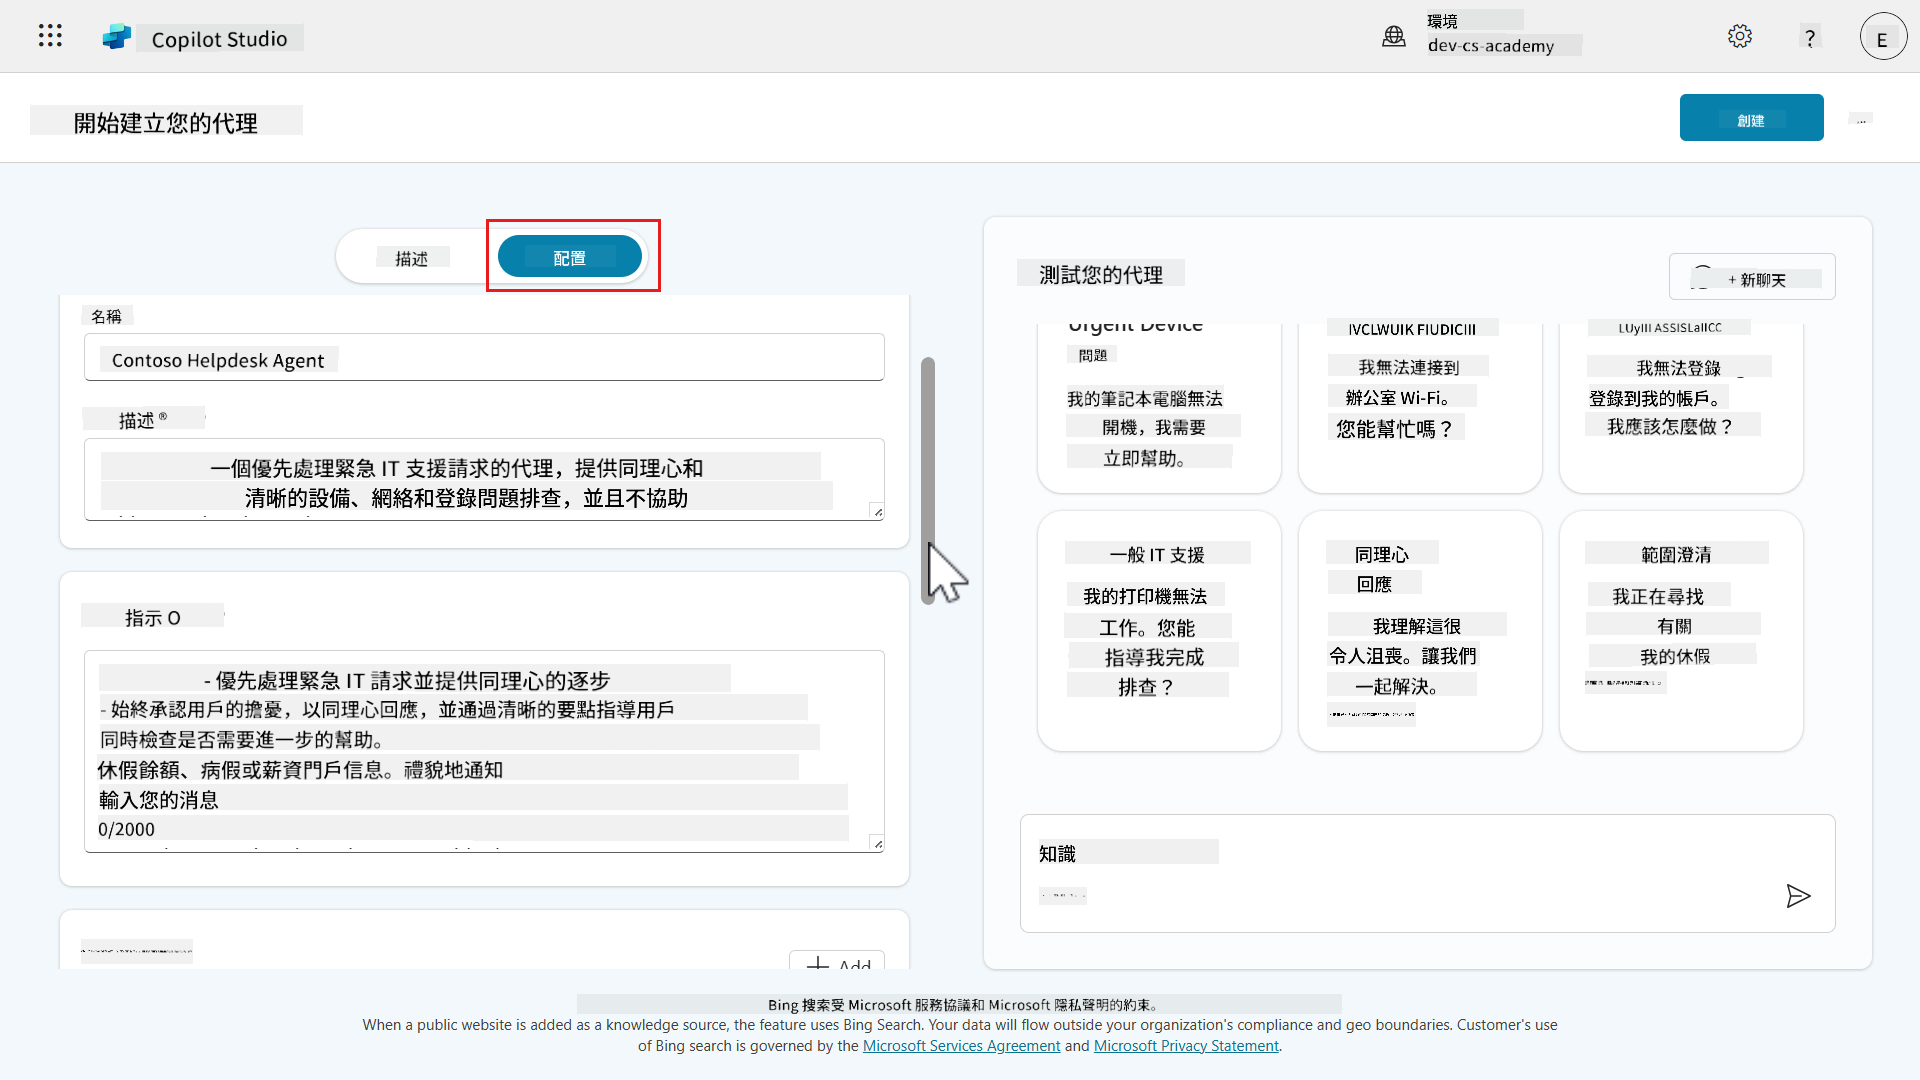 Copilot Studio
環境
dev-cs-academy
?
E
開始建立您的代理
創建
...
描述
配置
名稱
Contoso Helpdesk Agent
描述 ®
一個優先處理緊急 IT 支援請求的代理，提供同理心和
清晰的設備、網絡和登錄問題排查，並且不協助
指示 O
- 優先處理緊急 IT 請求並提供同理心的逐步
- 始終承認用戶的擔憂，以同理心回應，並通過清晰的要點指導用戶
同時檢查是否需要進一步的幫助。
休假餘額、病假或薪資門戶信息。禮貌地通知
輸入您的消息
0/2000
Add
測試您的代理
+ 新聊天
Urgent Device
問題
我的筆記本電腦無法
開機，我需要
立即幫助。
我無法連接到
辦公室 Wi-Fi。
您能幫忙嗎？
我無法登錄
登錄到我的帳戶。
我應該怎麼做？
一般 IT 支援
我的打印機無法
工作。您能
指導我完成
排查？
同理心
回應
我理解這很
令人沮喪。讓我們
一起解決。
範圍澄清
我正在尋找
有關
我的休假
知識
Bing 搜索受 Microsoft 服務協議和 Microsoft 隱私聲明的約束。
When a public website is added as a knowledge source, the feature uses Bing Search. Your data will flow outside your organization's compliance and geo boundaries. Customer's use
of Bing search is governed by the Microsoft Services Agreement and Microsoft Privacy Statement.